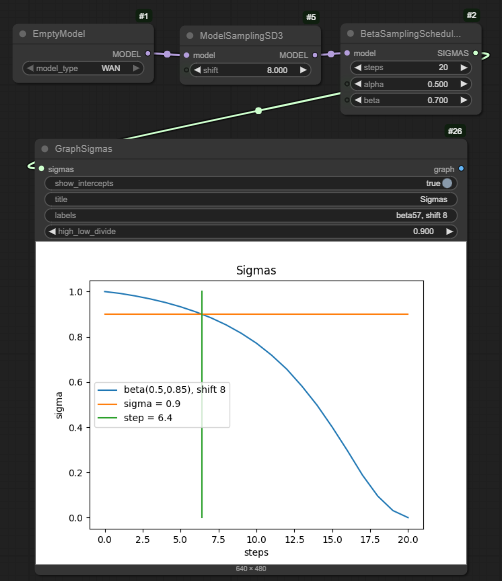 #1
EmptyModel
MODEL
model_type WAN
#5
ModelSamplingSD3
model MODEL
shift 8.000
#2
BetaSamplingSchedul...
model SIGMAS
steps 20
alpha 0.500
beta 0.700
#26
GraphSigmas
sigmas graph
show_intercepts true
title Sigmas
labels beta57, shift 8
high_low_divide 0.900
Sigmas
1.0
0.8
0.6
0.4
0.2
0.0
sigma
beta(0.5,0.85), shift 8
sigma = 0.9
step = 6.4
0.0 2.5 5.0 7.5 10.0 12.5 15.0 17.5 20.0
steps
640 × 480